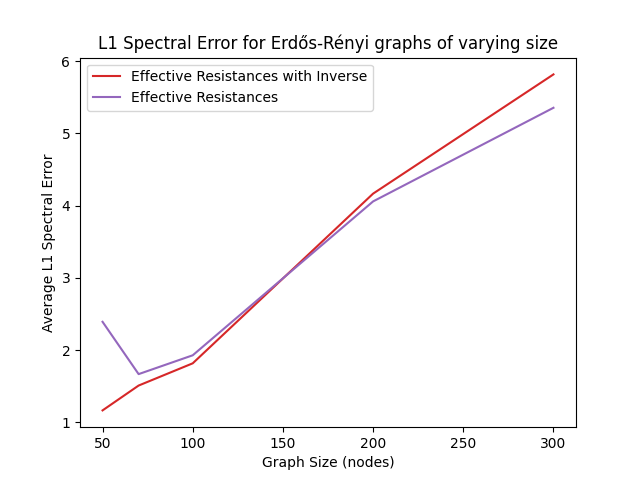 L1 Spectral Error for Erdős-Rényi graphs of varying size
Effective Resistances with Inverse
Effective Resistances
Average L1 Spectral Error
6
5
4
3
2
1
50 100 150 200 250 300
Graph Size (nodes)